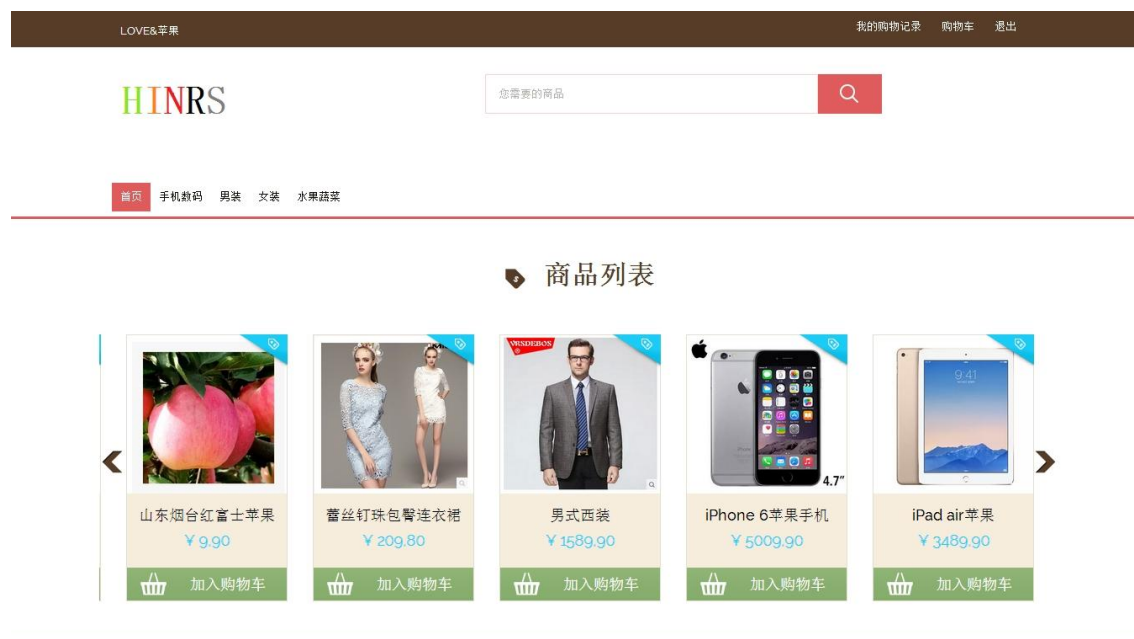 LOVE&苹果
我的购物记录 购物车 退出
HINRS
您需要的商品
首页 手机数码 男装 女装 水果蔬菜
商品列表
VRSDEBOS
9:41
4.7"
山东烟台红富士苹果 蕾丝钉珠包臀连衣裙 男式西装 iPhone 6苹果手机 iPad air苹果
¥ 9.90 ¥ 209.80 ¥ 1589.90 ¥ 5009.90 ¥ 3489.90
加入购物车 加入购物车 加入购物车 加入购物车 加入购物车